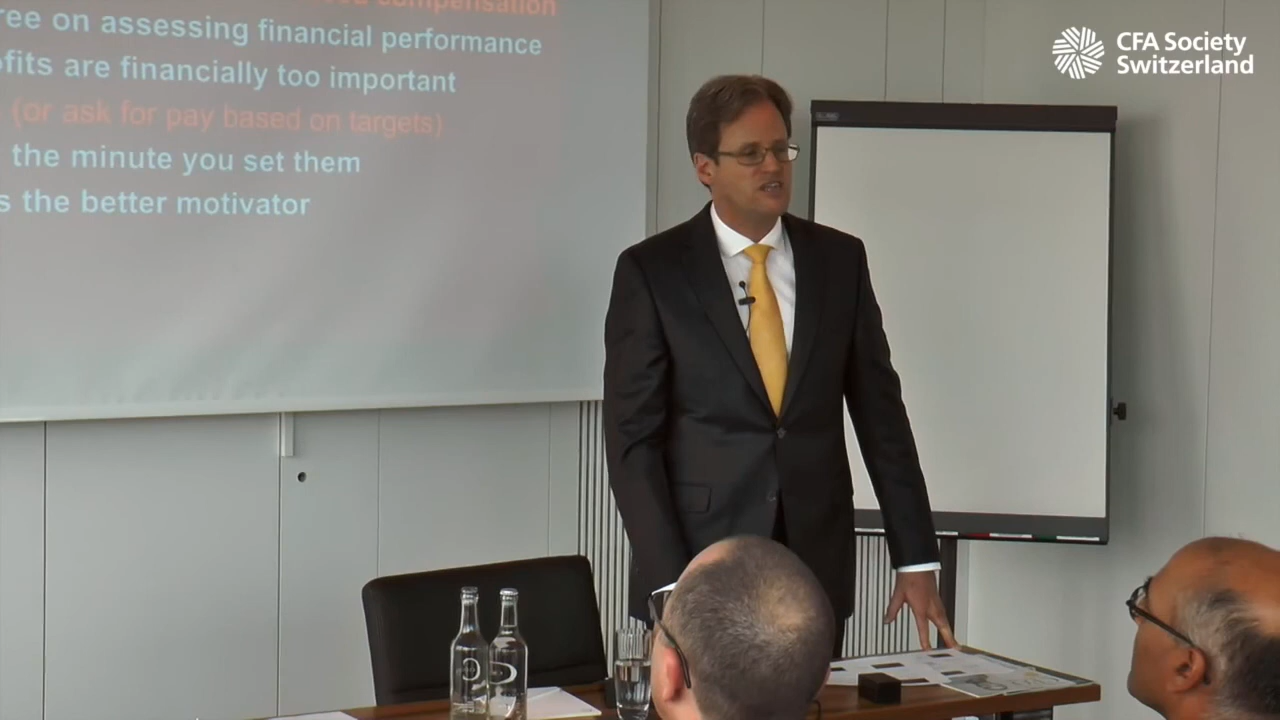 compensation
ree on assessing financial performance
ofits are financially too important
(or ask for pay based on targets)
the minute you set them
s the better motivator
CFA Society
Switzerland